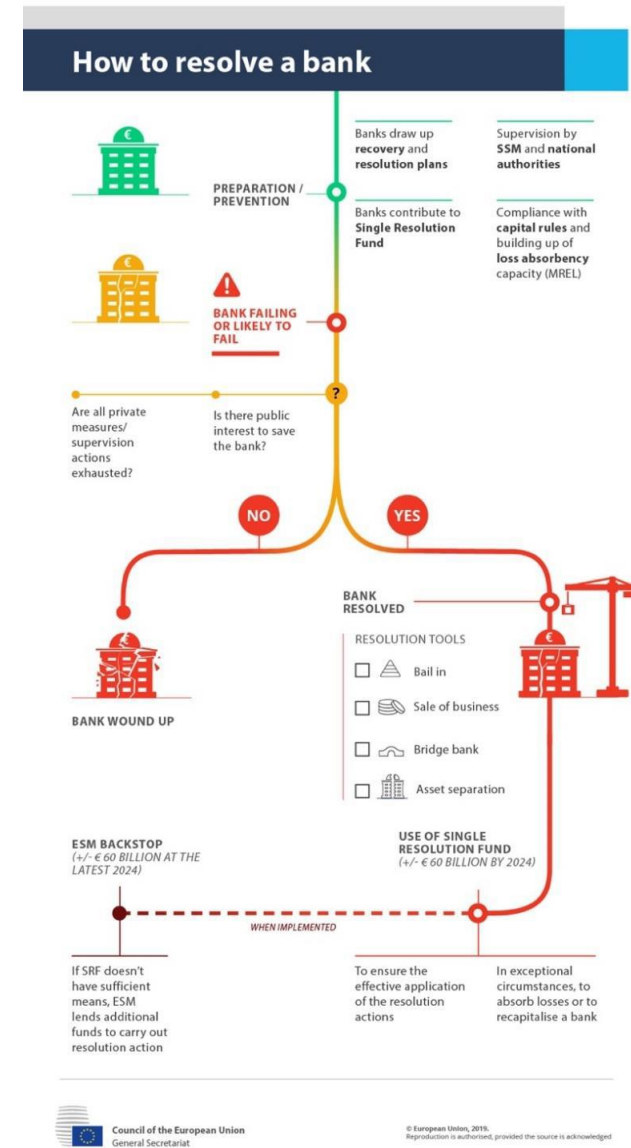 How to resolve a bank
€
PREPARATION /
PREVENTION
Banks draw up
recovery and
resolution plans
Supervision by
SSM and national
authorities
Banks contribute to
Single Resolution
Fund
Compliance with
capital rules and
building up of
loss absorbency
capacity (MREL)
€
!
BANK FAILING
OR LIKELY TO
FAIL
?
Are all private
measures/
supervision
actions
exhausted?
Is there public
interest to save
the bank?
NO
YES
€
BANK WOUND UP
BANK
RESOLVED
€
RESOLUTION TOOLS
Bail in
Sale of business
Bridge bank
Asset separation
ESM BACKSTOP
(+/- € 60 BILLION AT THE
LATEST 2024)
USE OF SINGLE
RESOLUTION FUND
(+/- € 60 BILLION BY 2024)
WHEN IMPLEMENTED
If SRF doesn't
have sufficient
means, ESM
lends additional
funds to carry out
resolution action
To ensure the
effective application
of the resolution
actions
In exceptional
circumstances, to
absorb losses or to
recapitalise a bank
Council of the European Union
General Secretariat
© European Union, 2019.
Reproduction is authorised, provided the source is acknowledged